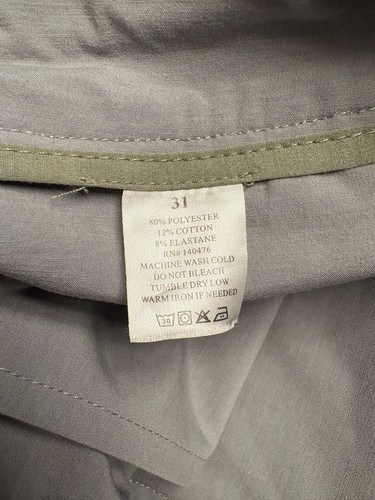 31
80% POLYESTER
12% COTTON
8% ELASTANE
RN# 140476
MACHINE WASH COLD
DO NOT BLEACH
TUMBLE DRY LOW
WARM IRON IF NEEDED
30